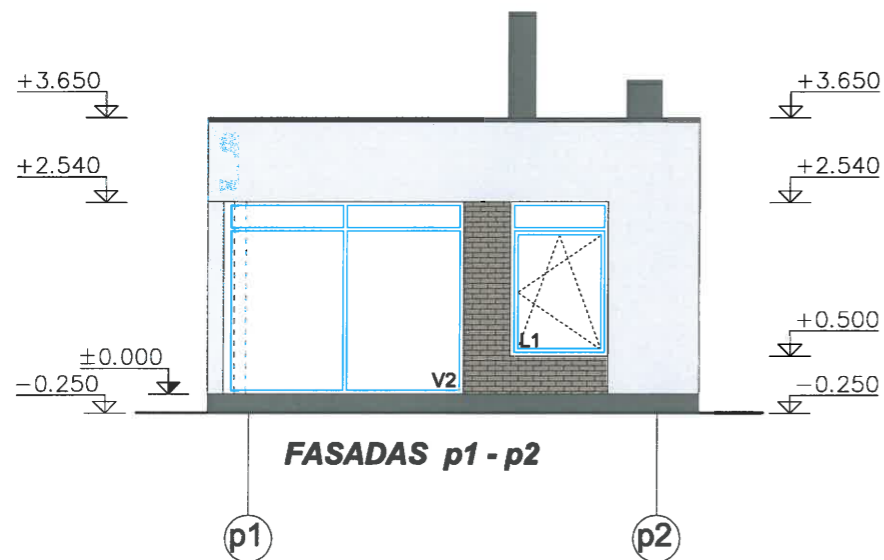 +3.650
+3.650
+2.540
+2.540
+0.500
L1
±0.000
V2
-0.250
-0.250
FASADAS p1 - p2
p1
p2